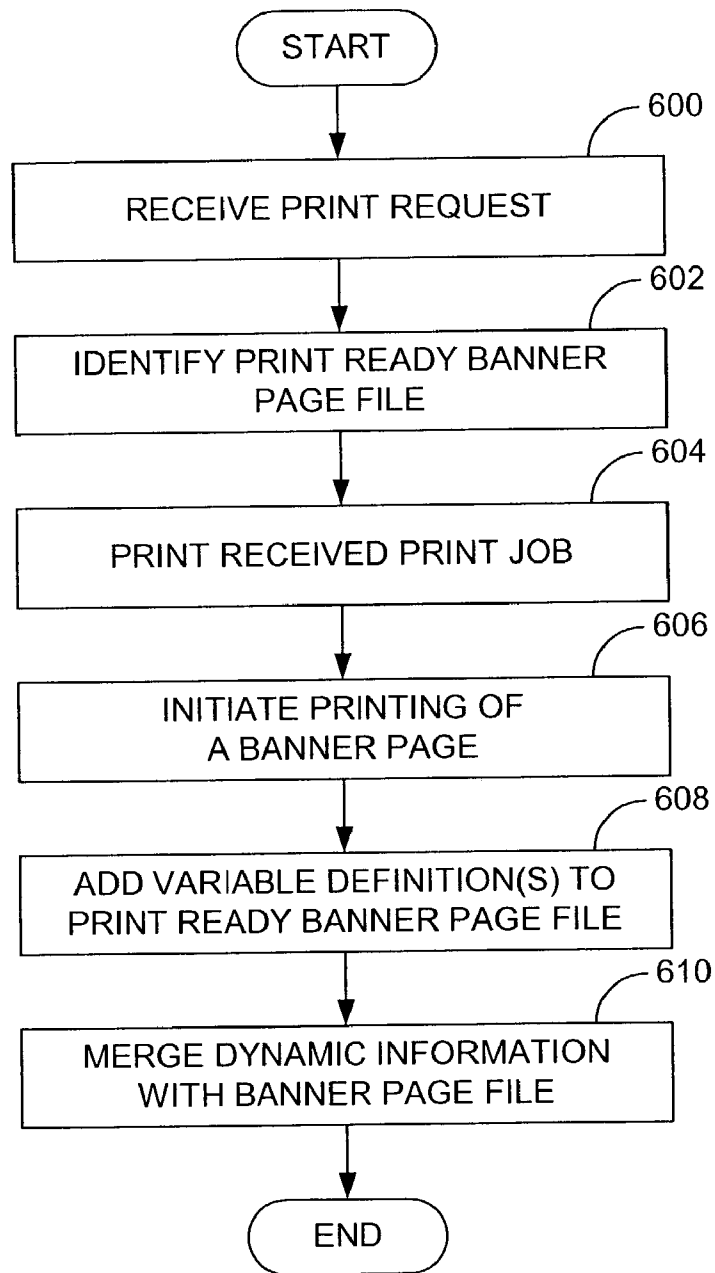 START
600
RECEIVE PRINT REQUEST
602
IDENTIFY PRINT READY BANNER
PAGE FILE
604
PRINT RECEIVED PRINT JOB
606
INITIATE PRINTING OF
A BANNER PAGE
608
ADD VARIABLE DEFINITION(S) TO
PRINT READY BANNER PAGE FILE
610
MERGE DYNAMIC INFORMATION
WITH BANNER PAGE FILE
END